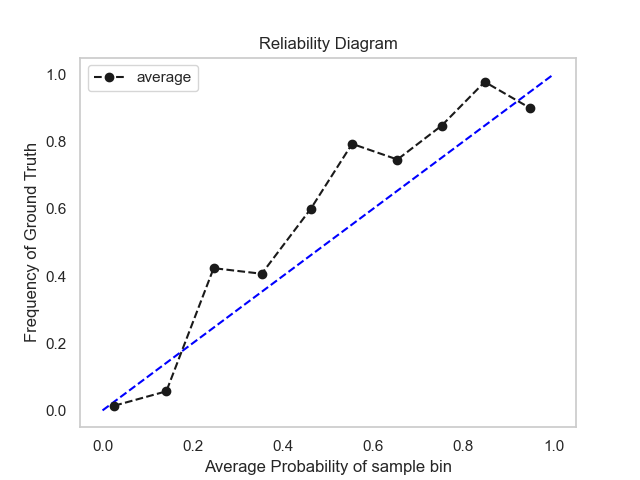 Reliability Diagram
average
Frequency of Ground Truth
1.0
0.8
0.6
0.4
0.2
0.0
0.0 0.2 0.4 0.6 0.8 1.0
Average Probability of sample bin